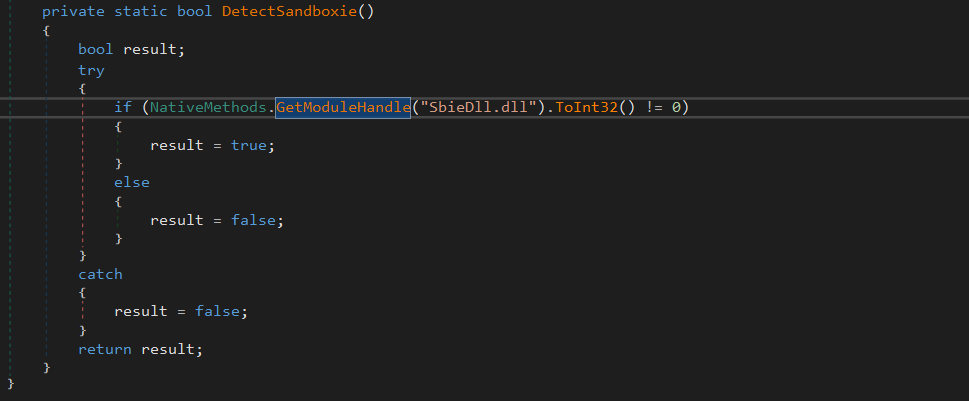 private static bool DetectSandboxie()
{
bool result;
try
{
if (NativeMethods.GetModuleHandle("SbieDll.dll").ToInt32() != 0)
{
result = true;
}
else
{
result = false;
}
}
catch
{
result = false;
}
return result;
}
}